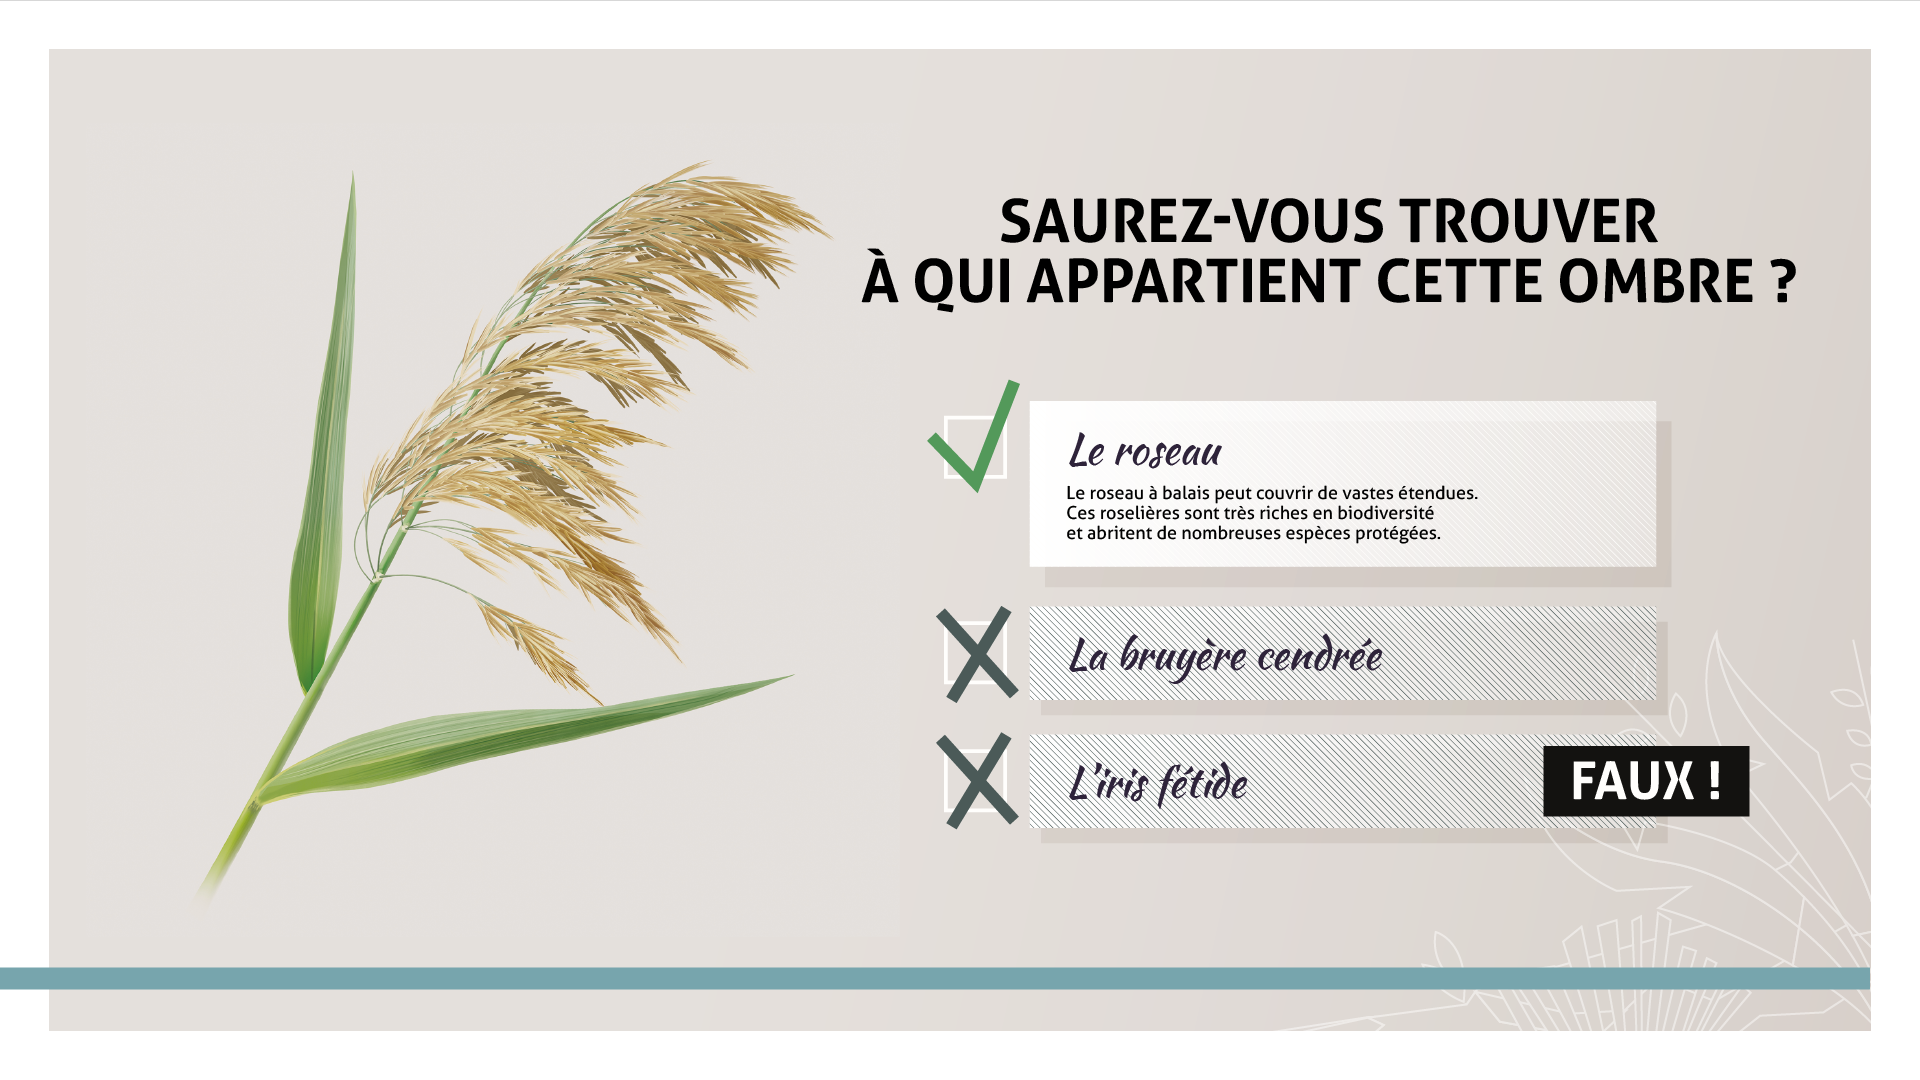 SAUREZ-VOUS TROUVER
À QUI APPARTIENT CETTE OMBRE ?
Le roseau
Le roseau à balais peut couvrir de vastes étendues.
Ces roselières sont très riches en biodiversité
et abritent de nombreuses espèces protégées.
La bruyère cendrée
L'iris fétide
FAUX !